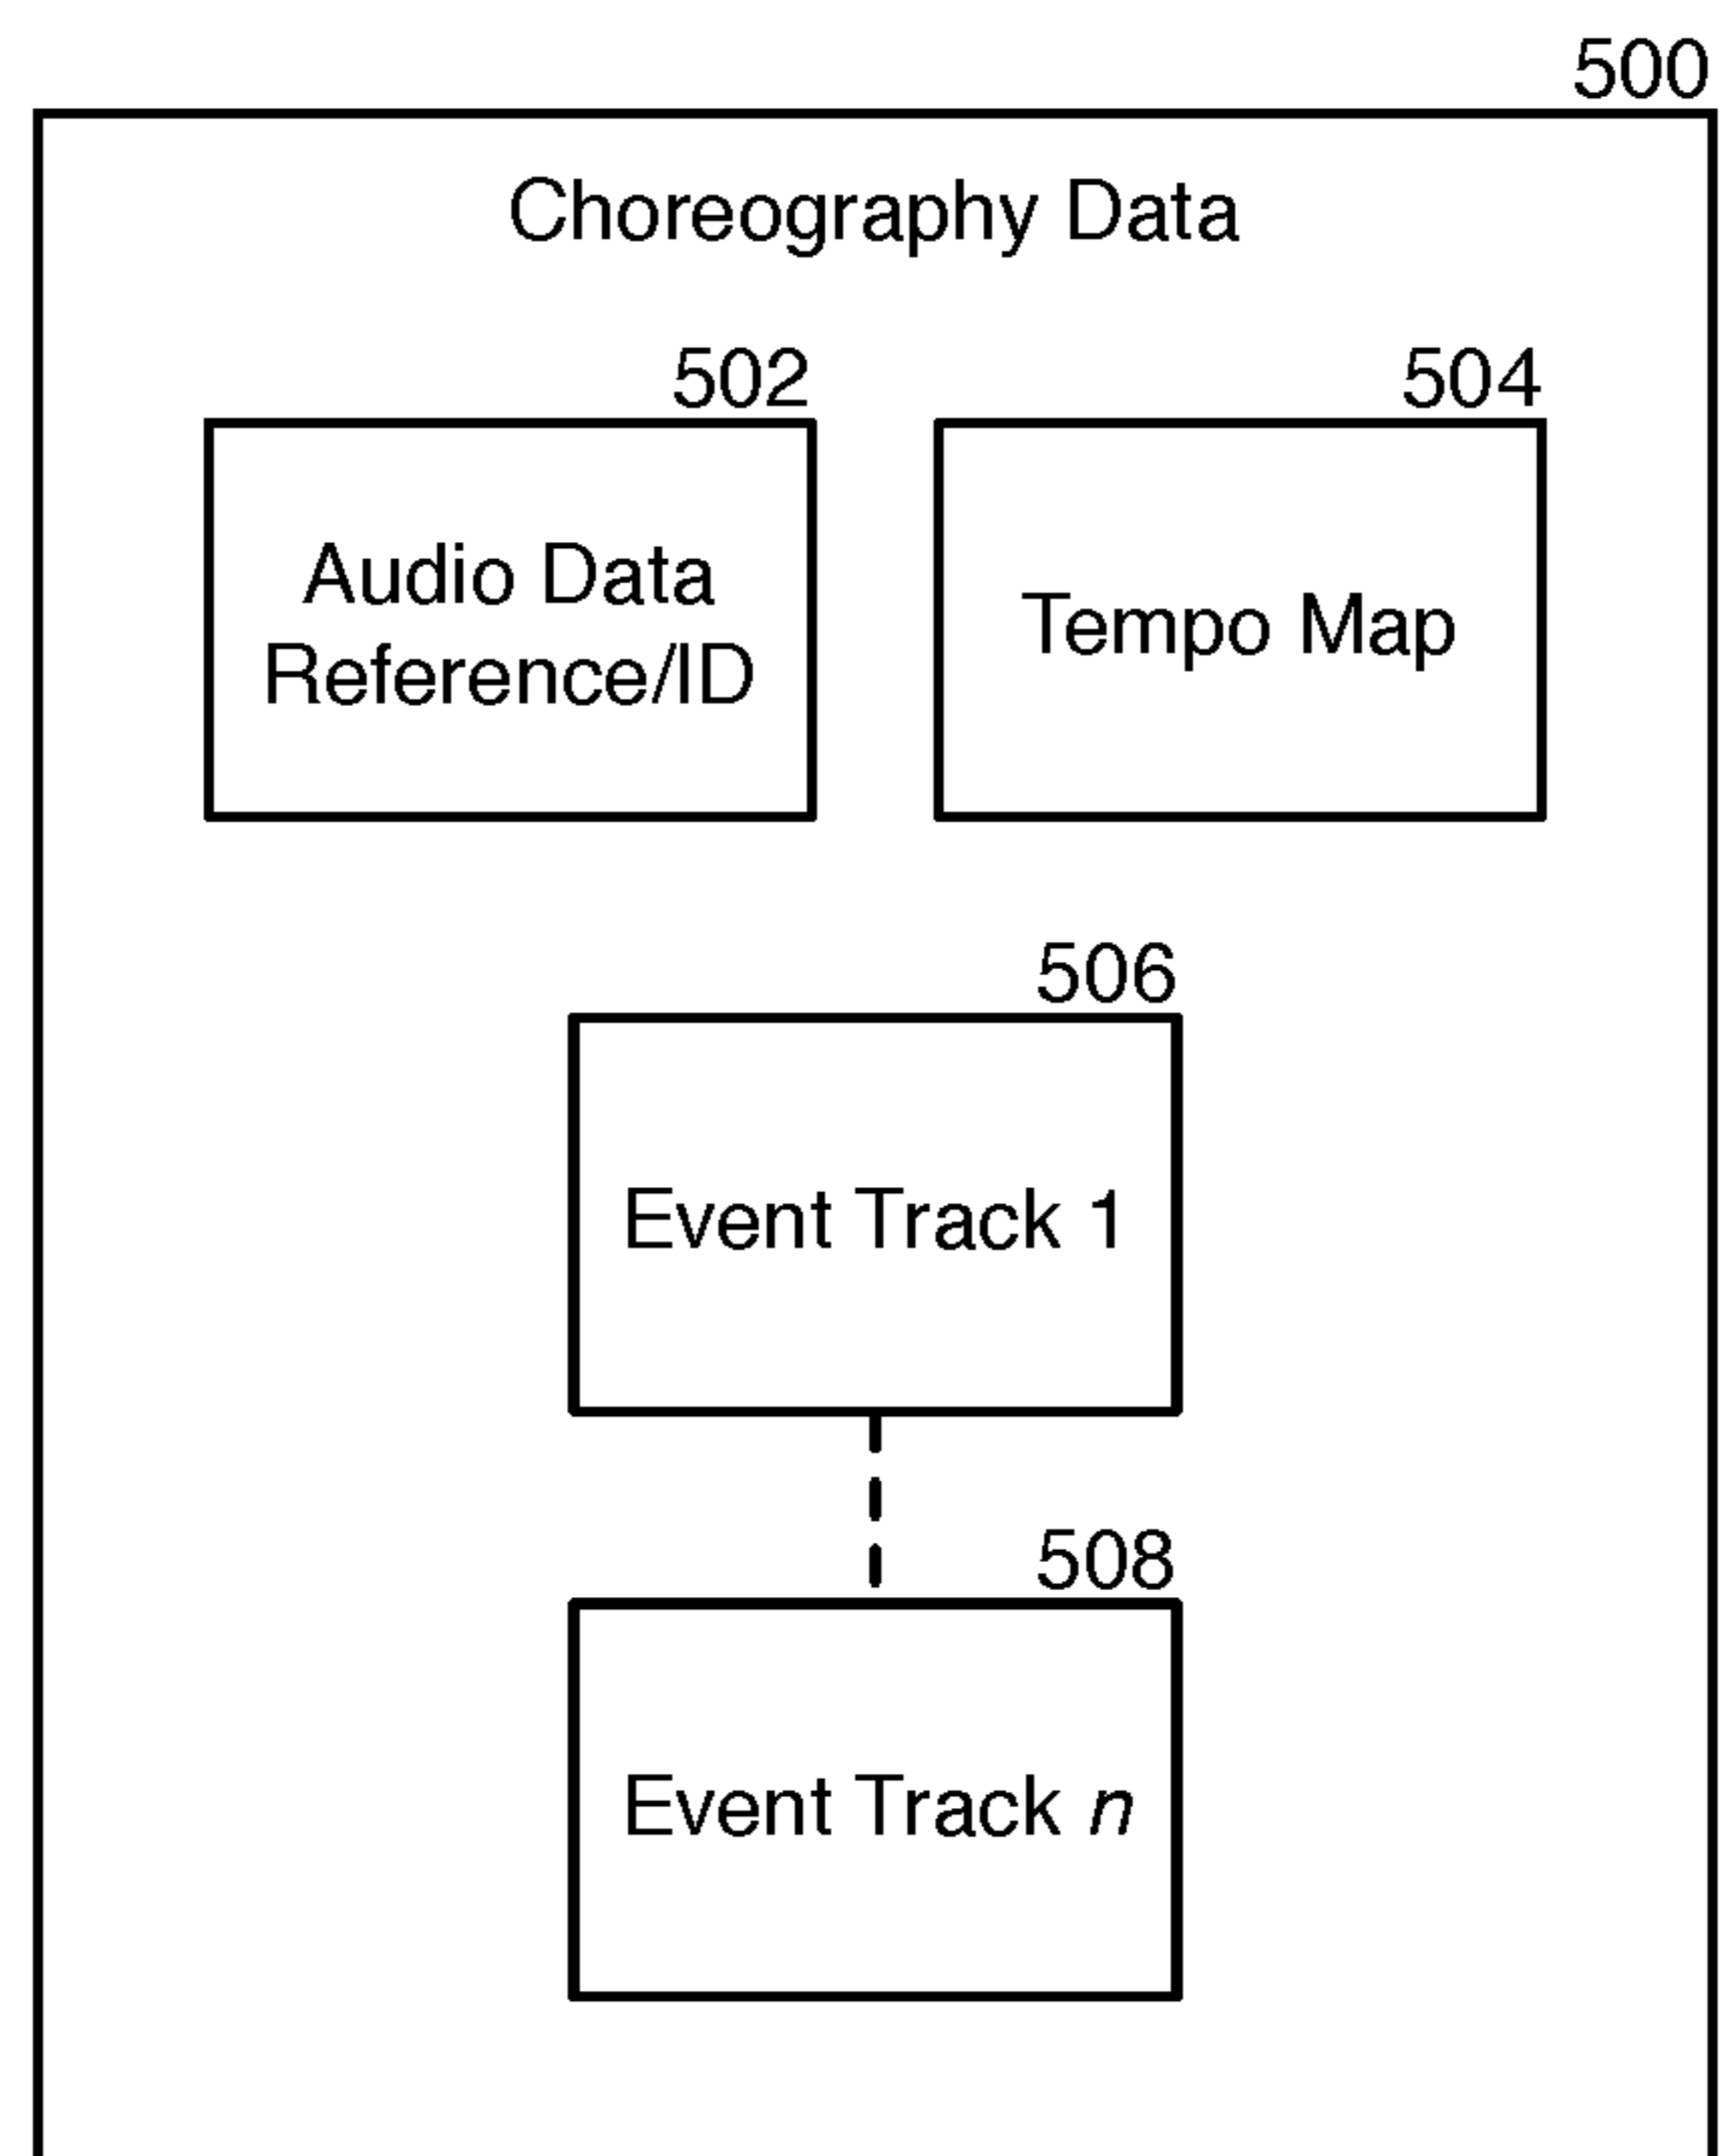 500
Choreography Data
502
504
Audio Data
Reference/ID
Tempo Map
506
Event Track 1
508
Event Track n